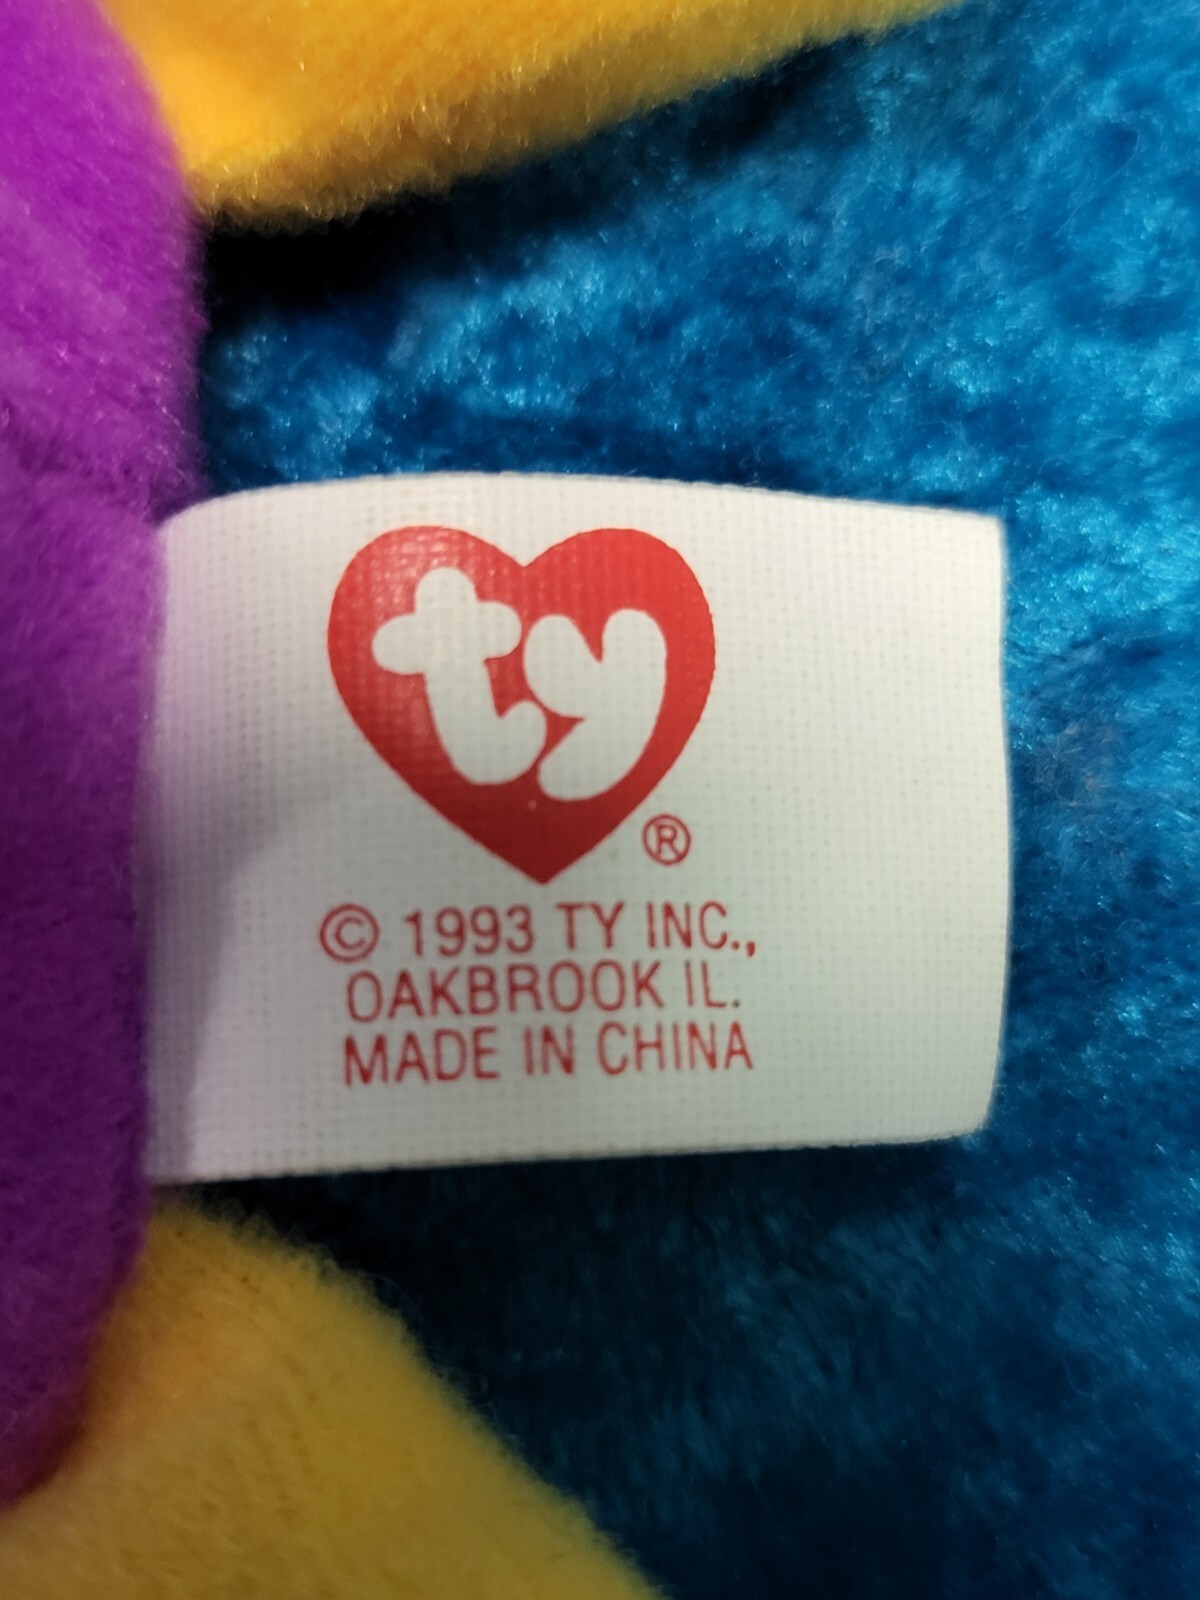 ty
®
© 1993 TY INC.,
OAKBROOK IL.
MADE IN CHINA